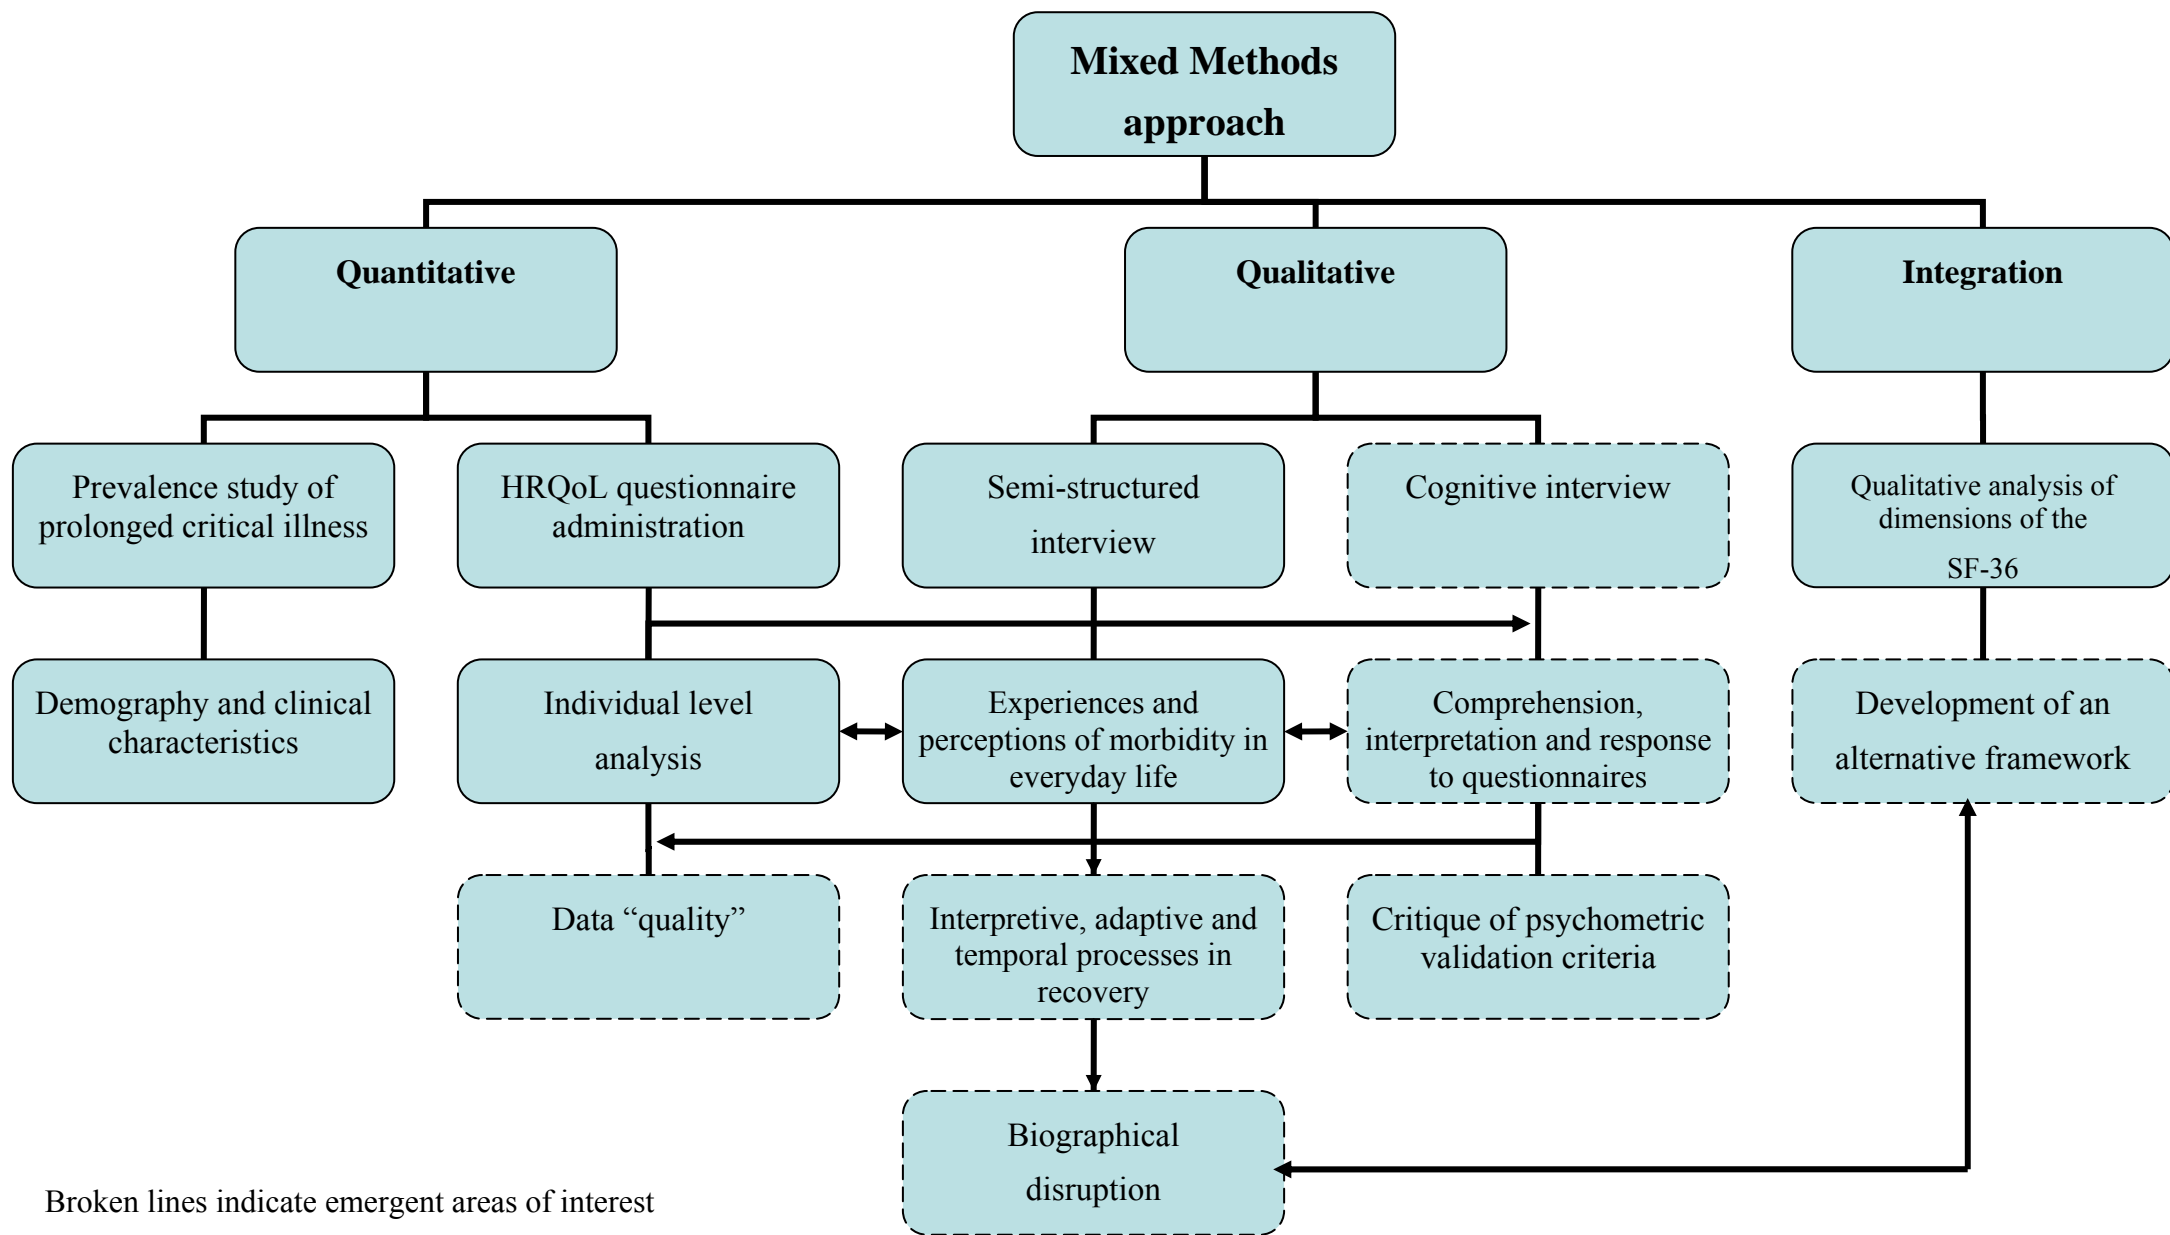 Mixed Methods
approach
Quantitative
Qualitative
Integration
Prevalence study of
prolonged critical illness
HRQoL questionnaire
administration
Semi-structured
interview
Cognitive interview
Qualitative analysis of
dimensions of the
SF-36
Demography and clinical
characteristics
Individual level
analysis
Experiences and
perceptions of morbidity in
everyday life
Comprehension,
interpretation and response
to questionnaires
Development of an
alternative framework
Data “quality”
Interpretive, adaptive and
temporal processes in
recovery
Critique of psychometric
validation criteria
Biographical
disruption
Broken lines indicate emergent areas of interest